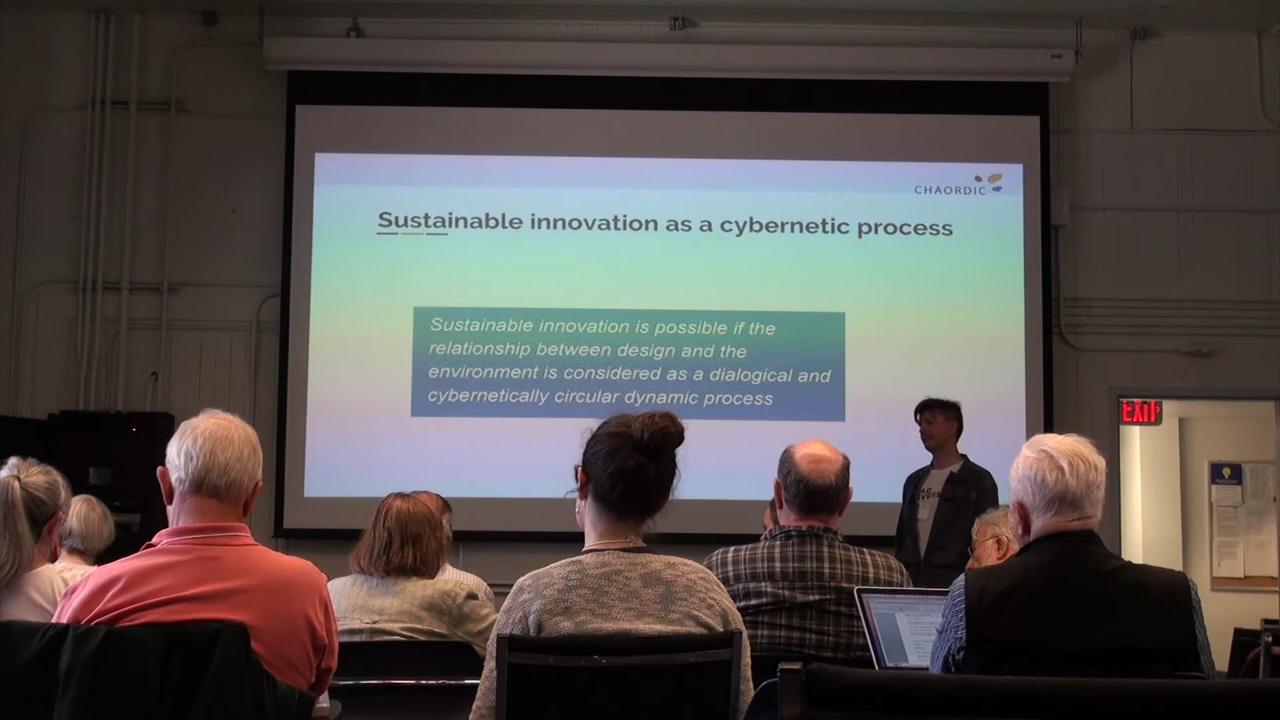 CHAORDIC
Sustainable innovation as a cybernetic process
Sustainable innovation is possible if the
relationship between design and the
environment is considered as a dialogical and
cybernetically circular dynamic process
EXIT